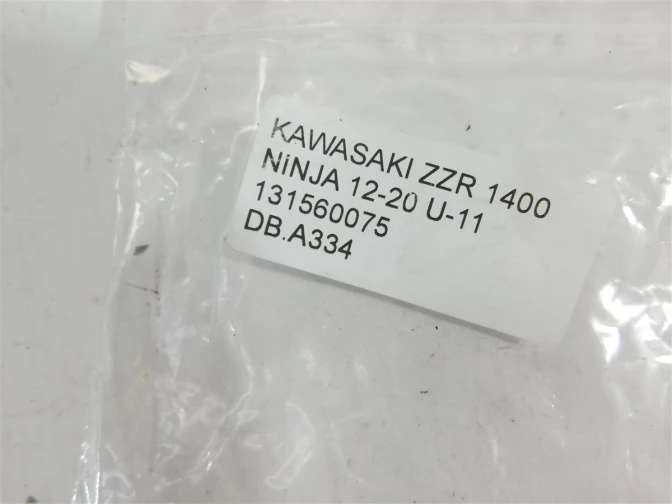 KAWASAKI ZZR 1400
NiNJA 12-20 U-11
131560075
DB.A334